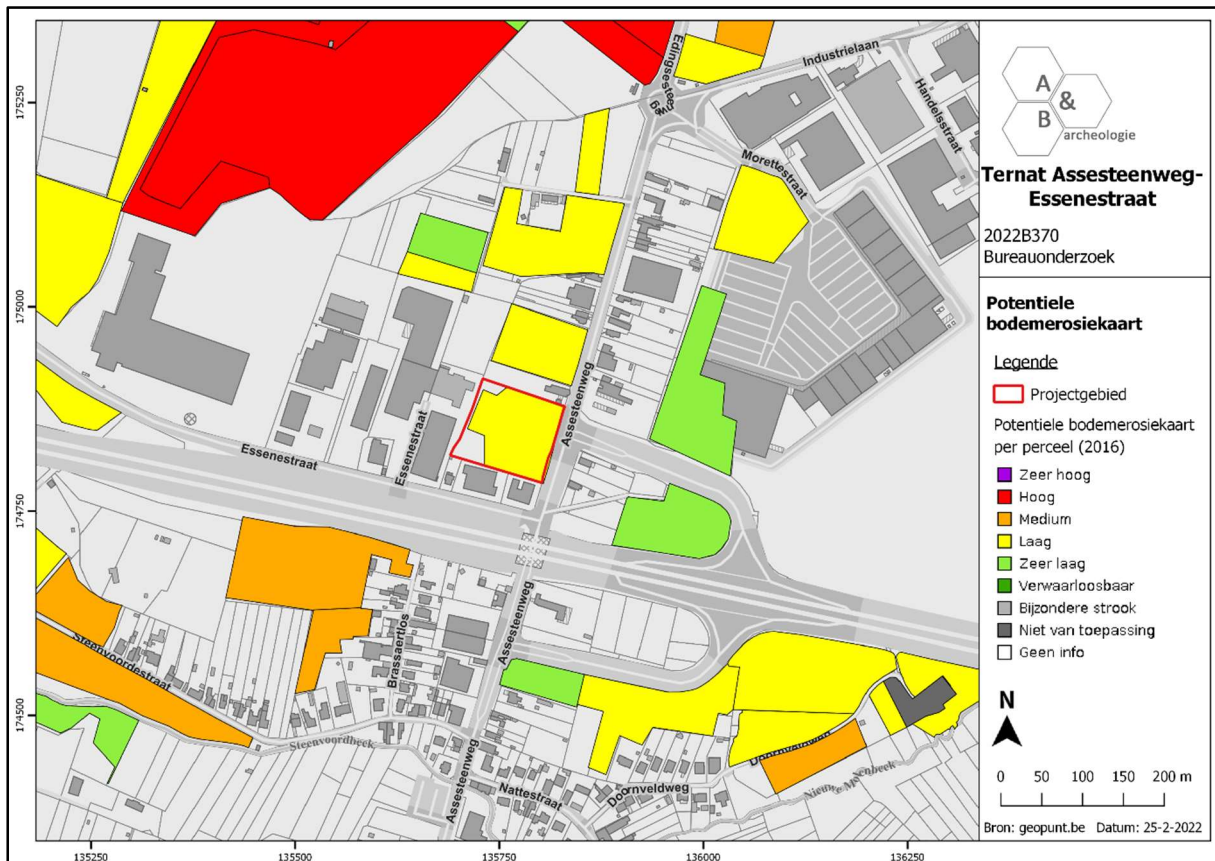 Edingsesteenweg
Industrielaan
Handelsstraat
Morettestraat
Assesteenweg
Essenestraat
Essenestraat
Assesteenweg
Brassaertlos
Steenvoordestraat
Steenvoordbeek
Assesteenweg
Nattestraat
Doornveldweg
Nieuwe Molenbeek
175250
175000
174750
174500
135250
135500
135750
136000
136250
A
&
B
archeologie
Ternat Assesteenweg-
Essenestraat
2022B370
Bureauonderzoek
Potentiele
bodemerosiekaart
Legende
Projectgebied
Potentiele bodemerosiekaart
per perceel (2016)
Zeer hoog
Hoog
Medium
Laag
Zeer laag
Verwaarloosbaar
Bijzondere strook
Niet van toepassing
Geen info
N
0 50 100 150 200 m
Bron: geopunt.be Datum: 25-2-2022